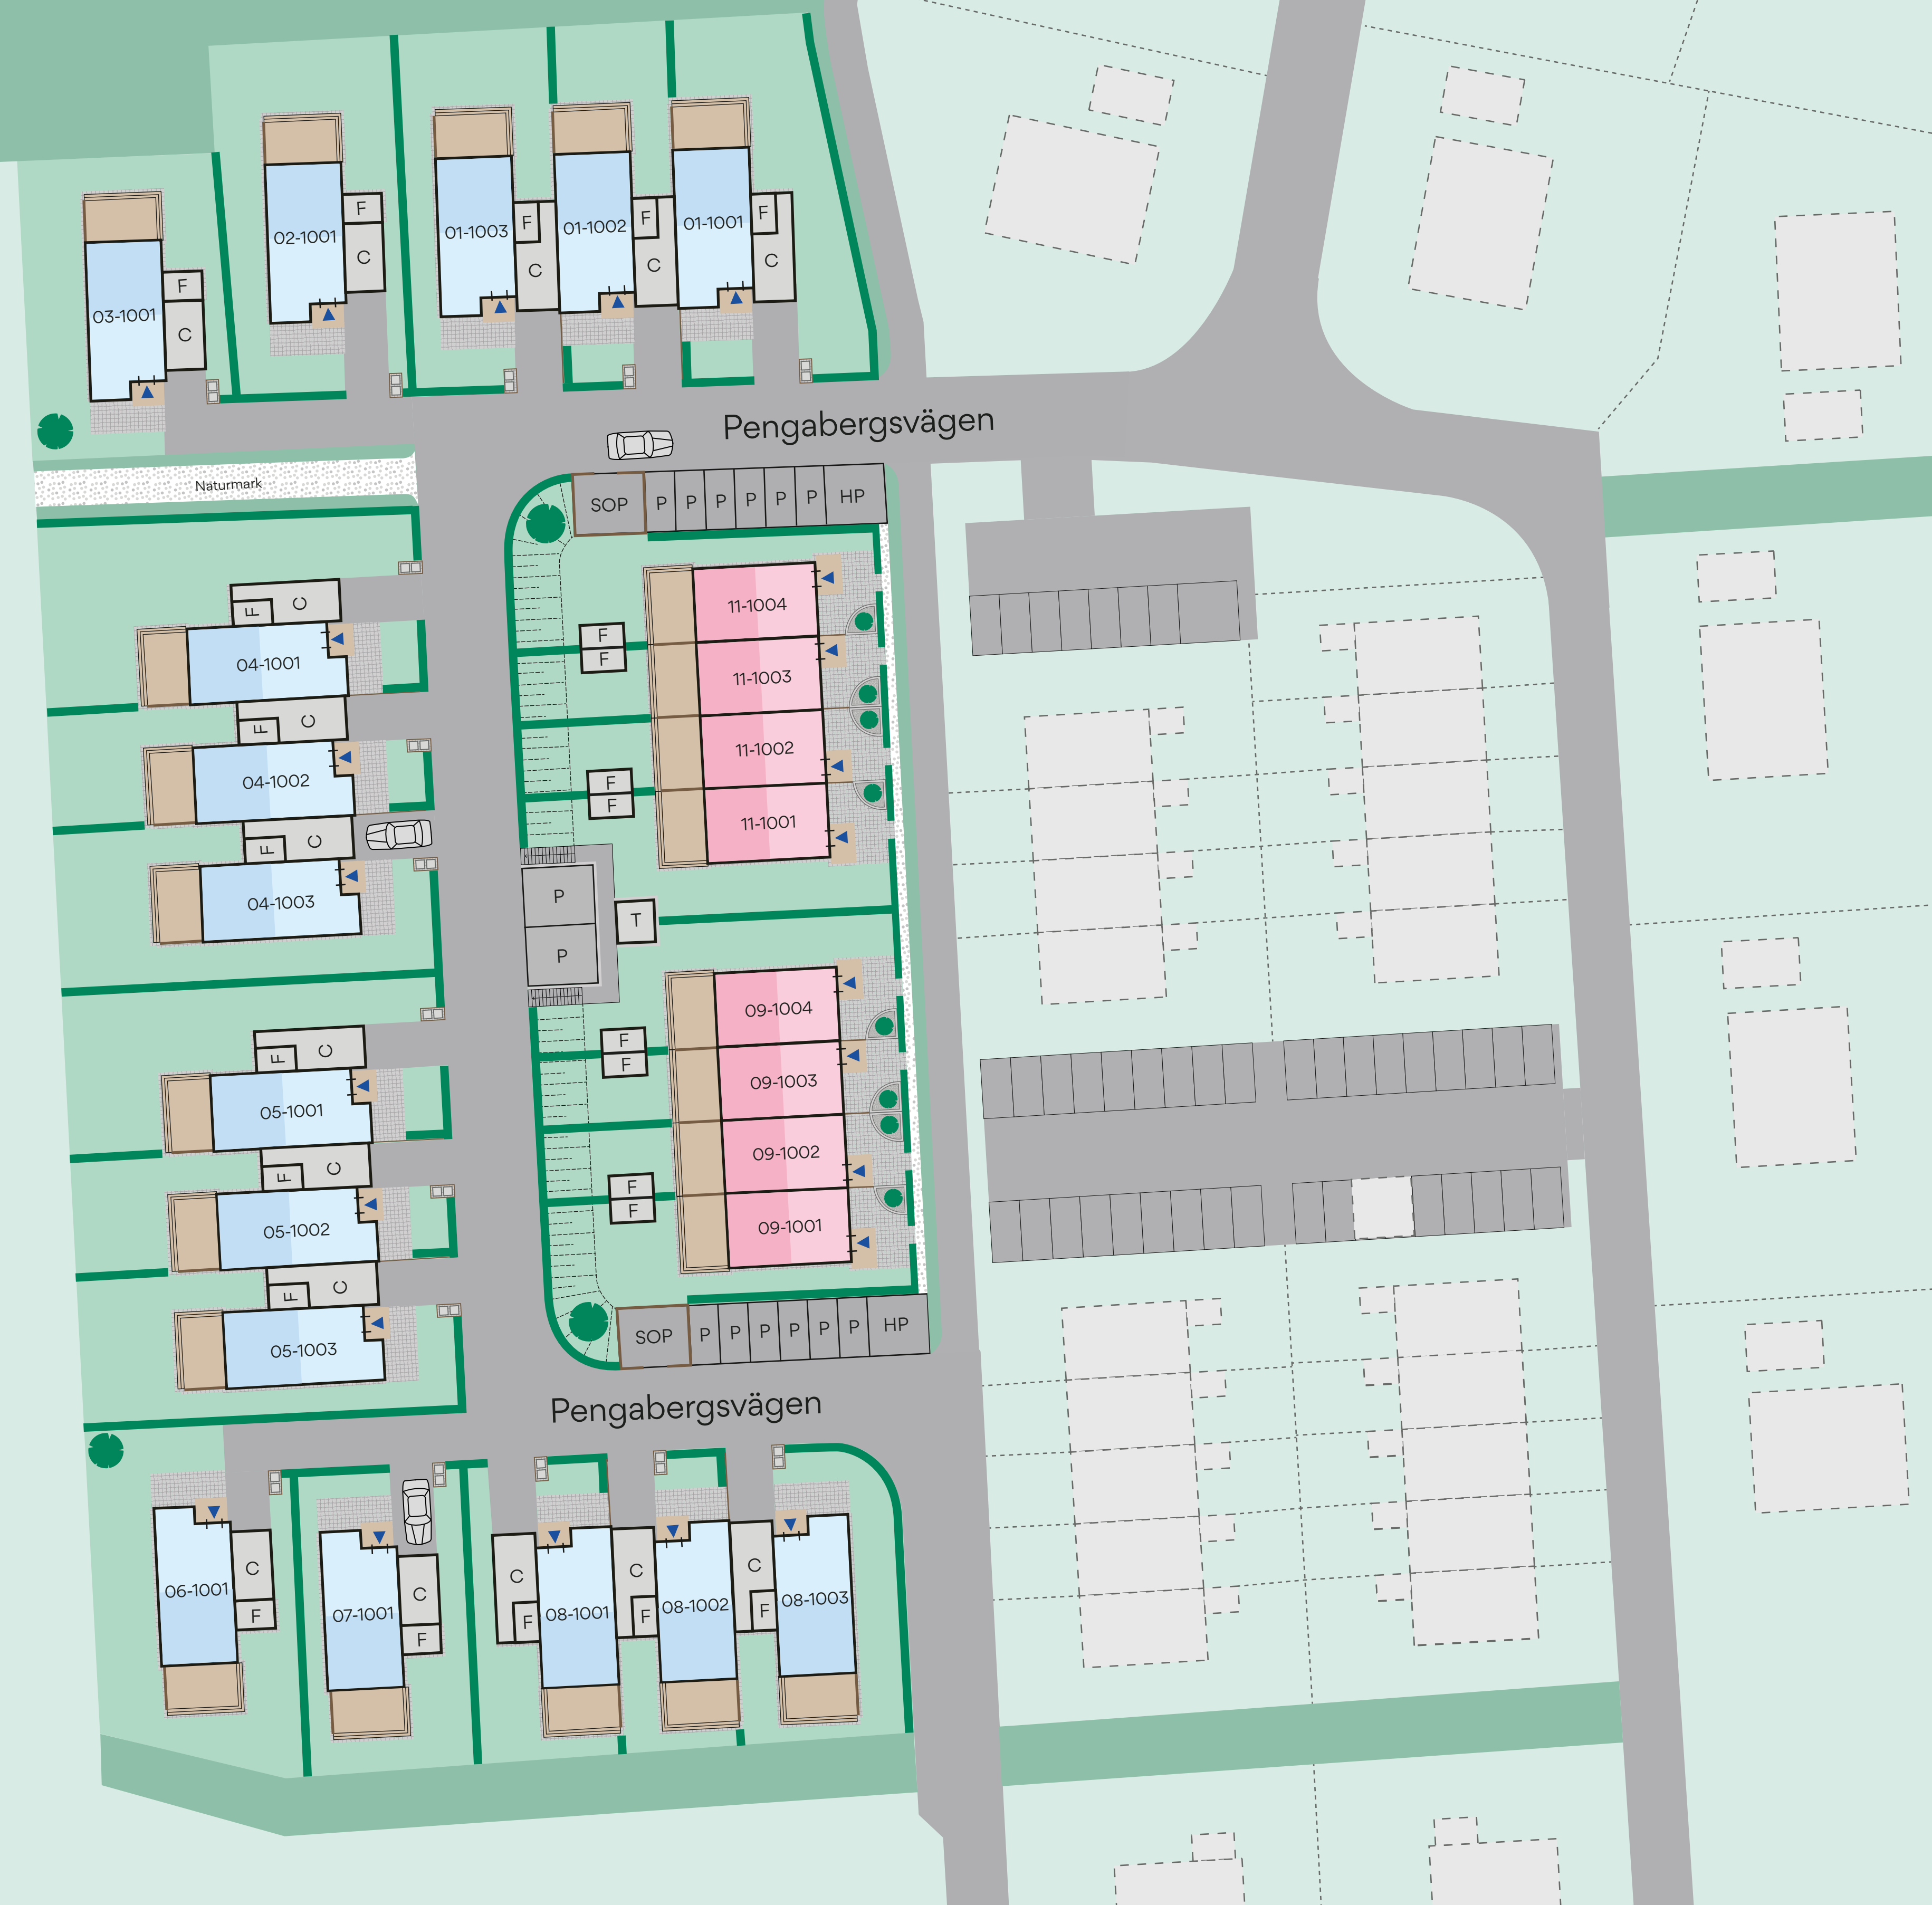 02-1001
F
C
01-1003
F
C
01-1002
F
C
01-1001
F
C
03-1001
F
C
Pengabergsvägen
Naturmark
SOP
P
P
P
P
P
P
HP
F
C
04-1001
F
C
04-1002
F
C
04-1003
11-1004
F
F
11-1003
11-1002
F
F
11-1001
P
T
P
F
C
05-1001
F
C
05-1002
F
C
05-1003
09-1004
F
F
09-1003
09-1002
F
F
09-1001
SOP
P
P
P
P
P
P
HP
Pengabergsvägen
06-1001
C
F
07-1001
C
F
C
F
08-1001
C
F
08-1002
C
F
08-1003